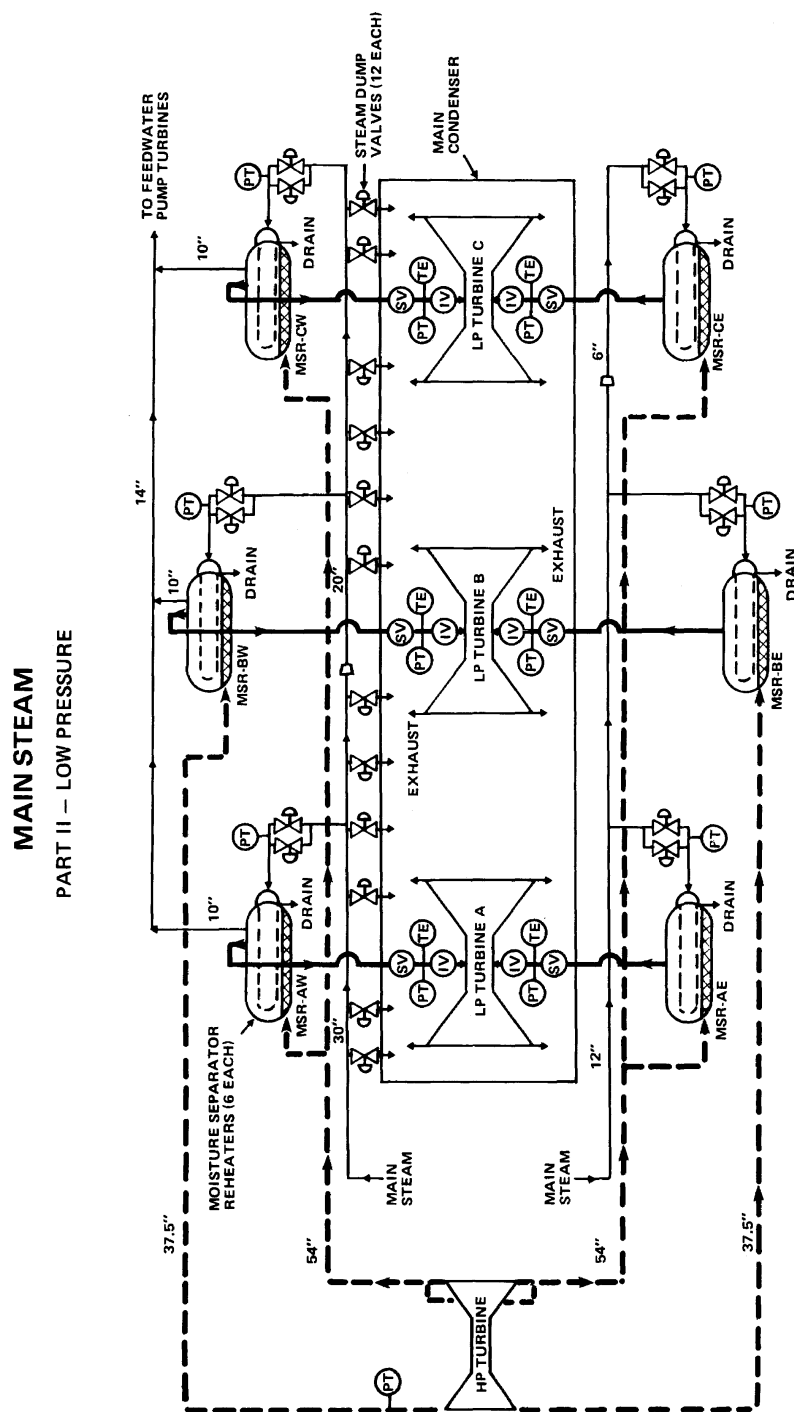 MAIN STEAM
PART II – LOW PRESSURE
TO FEEDWATER
PUMP TURBINES
14"
10"
10"
10"
37.5"
MOISTURE SEPARATOR
REHEATERS (6 EACH)
MSR-AW
DRAIN
PT
MSR-BW
DRAIN
PT
MSR-CW
DRAIN
PT
STEAM DUMP
VALVES (12 EACH)
MAIN
CONDENSER
54"
30"
20"
MAIN
STEAM
EXHAUST
SV
PT
TE
IV
LP TURBINE A
IV
PT
TE
SV
SV
PT
TE
IV
LP TURBINE B
IV
PT
TE
SV
EXHAUST
SV
PT
TE
IV
LP TURBINE C
IV
PT
TE
SV
HP TURBINE
PT
MAIN
STEAM
12"
6"
54"
37.5"
MSR-AE
DRAIN
PT
MSR-BE
DRAIN
PT
MSR-CE
DRAIN
PT